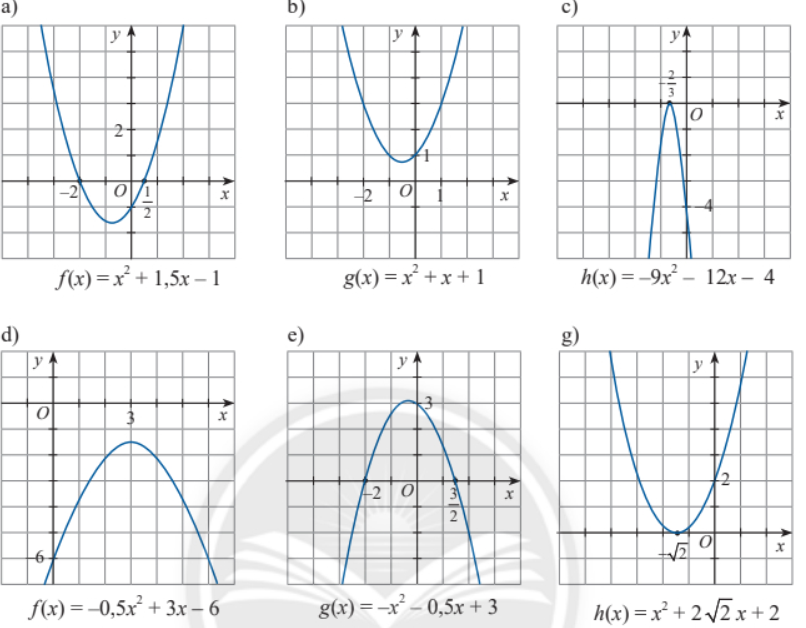 a)
y
2
−2
O
1/2
x
f(x) = x² + 1,5x – 1
b)
y
1
−2
O
1
x
g(x) = x² + x + 1
c)
y
−2/3
O
x
−4
h(x) = –9x² – 12x – 4
d)
y
O
3
x
−6
f(x) = –0,5x² + 3x – 6
e)
y
3
−2
O
3/2
x
g(x) = –x² – 0,5x + 3
g)
y
2
−√2
O
x
h(x) = x² + 2√2 x + 2